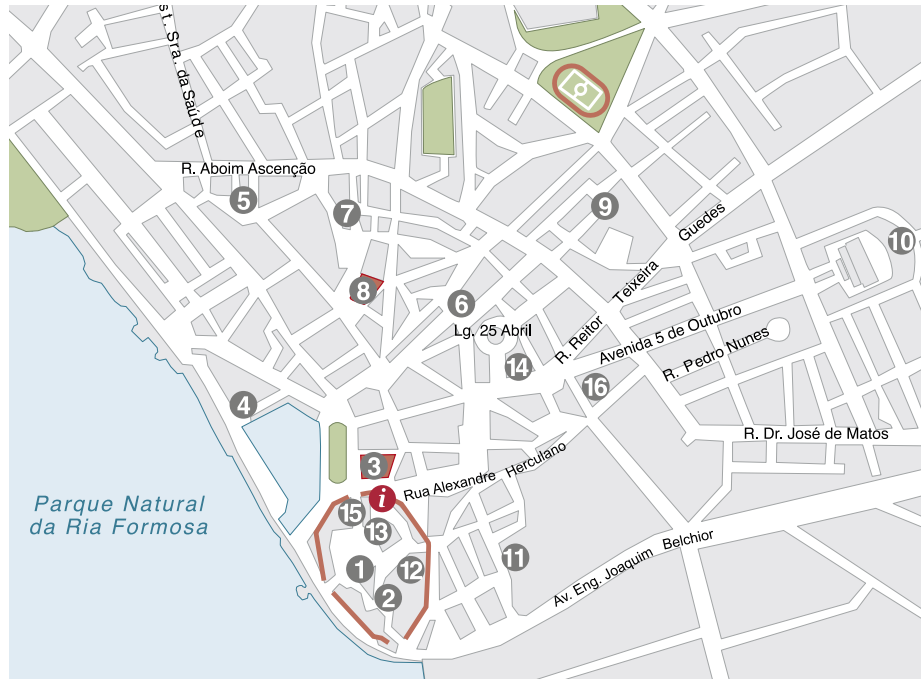 st. Sra. da Saúde
R. Aboim Ascenção
5
7
9
Guedes
10
8
6
Teixeira
Lg. 25 Abril
R. Reitor
Avenida 5 de Outubro
R. Pedro Nunes
14
16
4
R. Dr. José de Matos
3
Herculano
Rua Alexandre
i
Parque Natural
da Ria Formosa
15
13
11
Belchior
Av. Eng. Joaquim
1
12
2